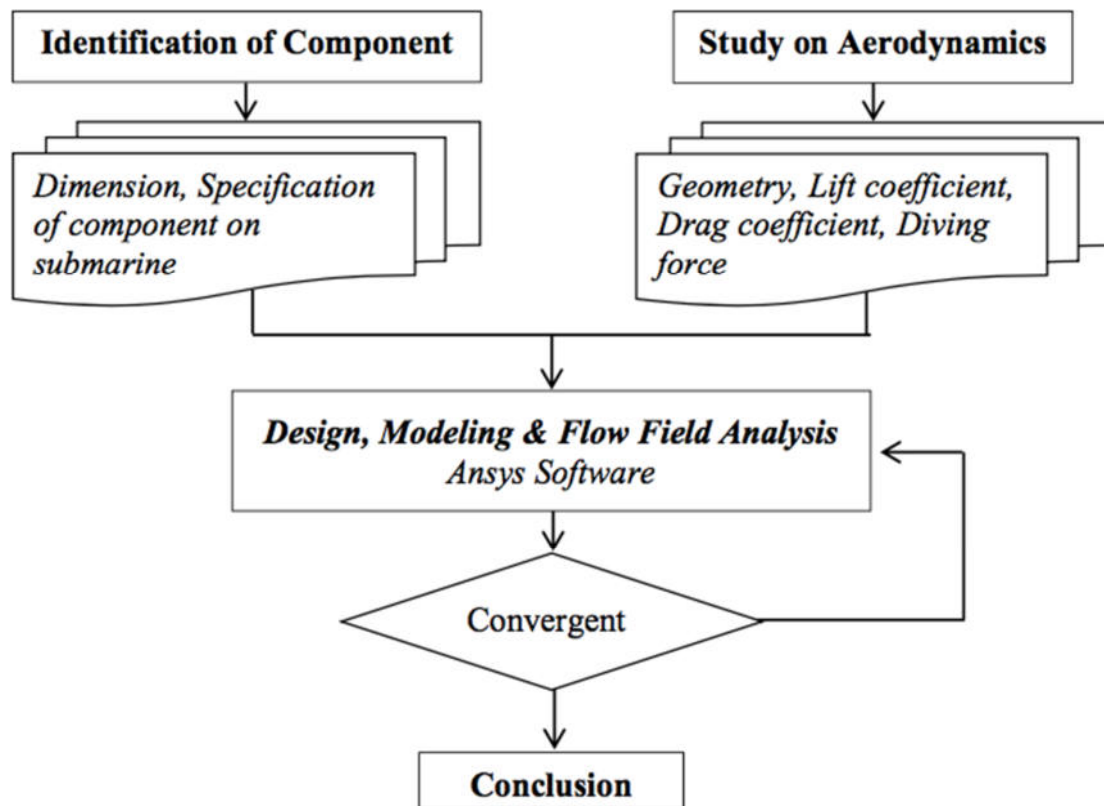 Identification of Component
Study on Aerodynamics
Dimension, Specification
of component on
submarine
Geometry, Lift coefficient,
Drag coefficient, Diving
force
Design, Modeling & Flow Field Analysis
Ansys Software
Convergent
Conclusion